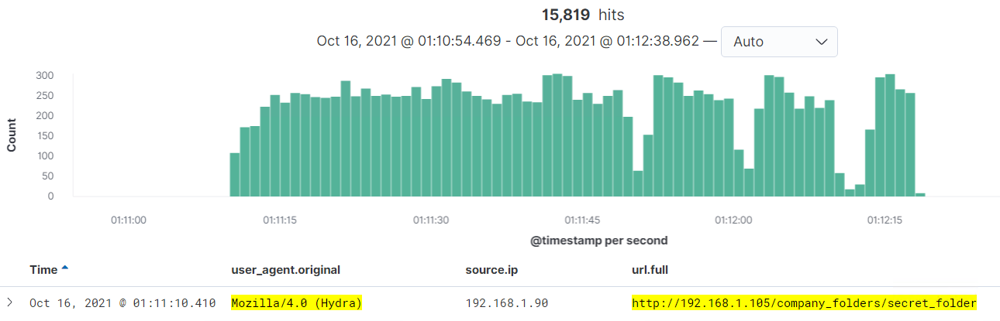 15,819 hits
Oct 16, 2021 @ 01:10:54.469 - Oct 16, 2021 @ 01:12:38.962 — Auto
300
250
200
150
100
50
0
Count
01:11:00 01:11:15 01:11:30 01:11:45 01:12:00 01:12:15
@timestamp per second
Time user_agent.original source.ip url.full
Oct 16, 2021 @ 01:11:10.410 Mozilla/4.0 (Hydra) 192.168.1.90 http://192.168.1.105/company_folders/secret_folder